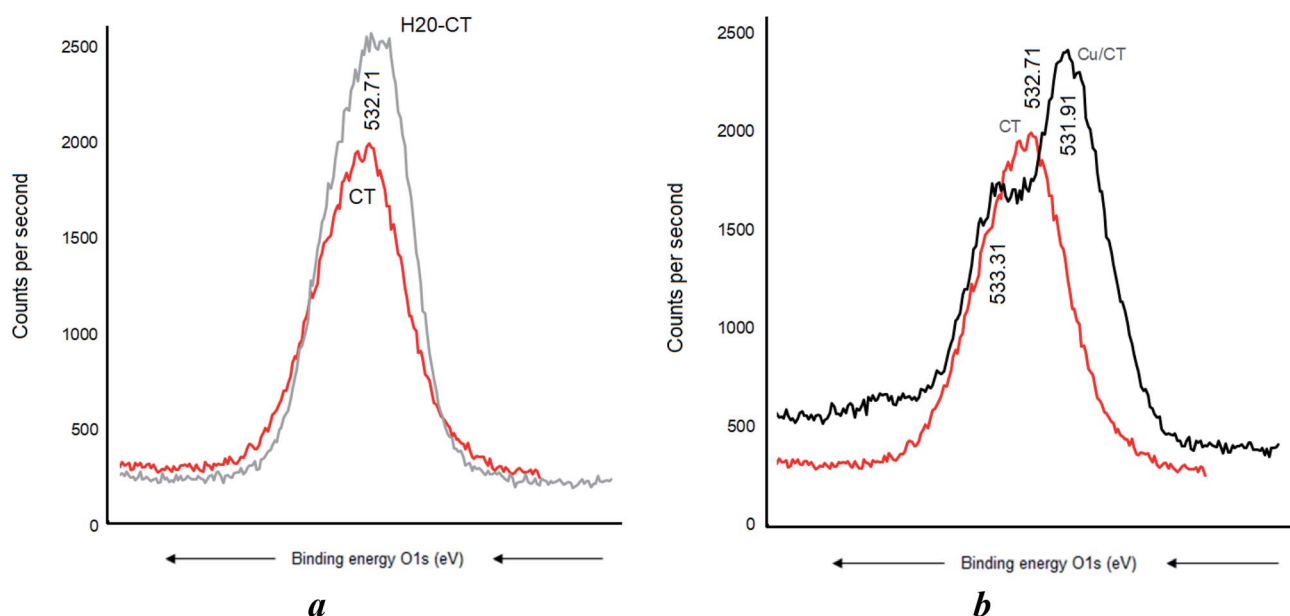 H20-CT
532.71
CT
2500
2000
1500
1000
500
0
Counts per second
Binding energy O1s (eV)
a
Cu/CT
532.71
531.91
CT
533.31
2500
2000
1500
1000
500
0
Counts per second
Binding energy O1s (eV)
b